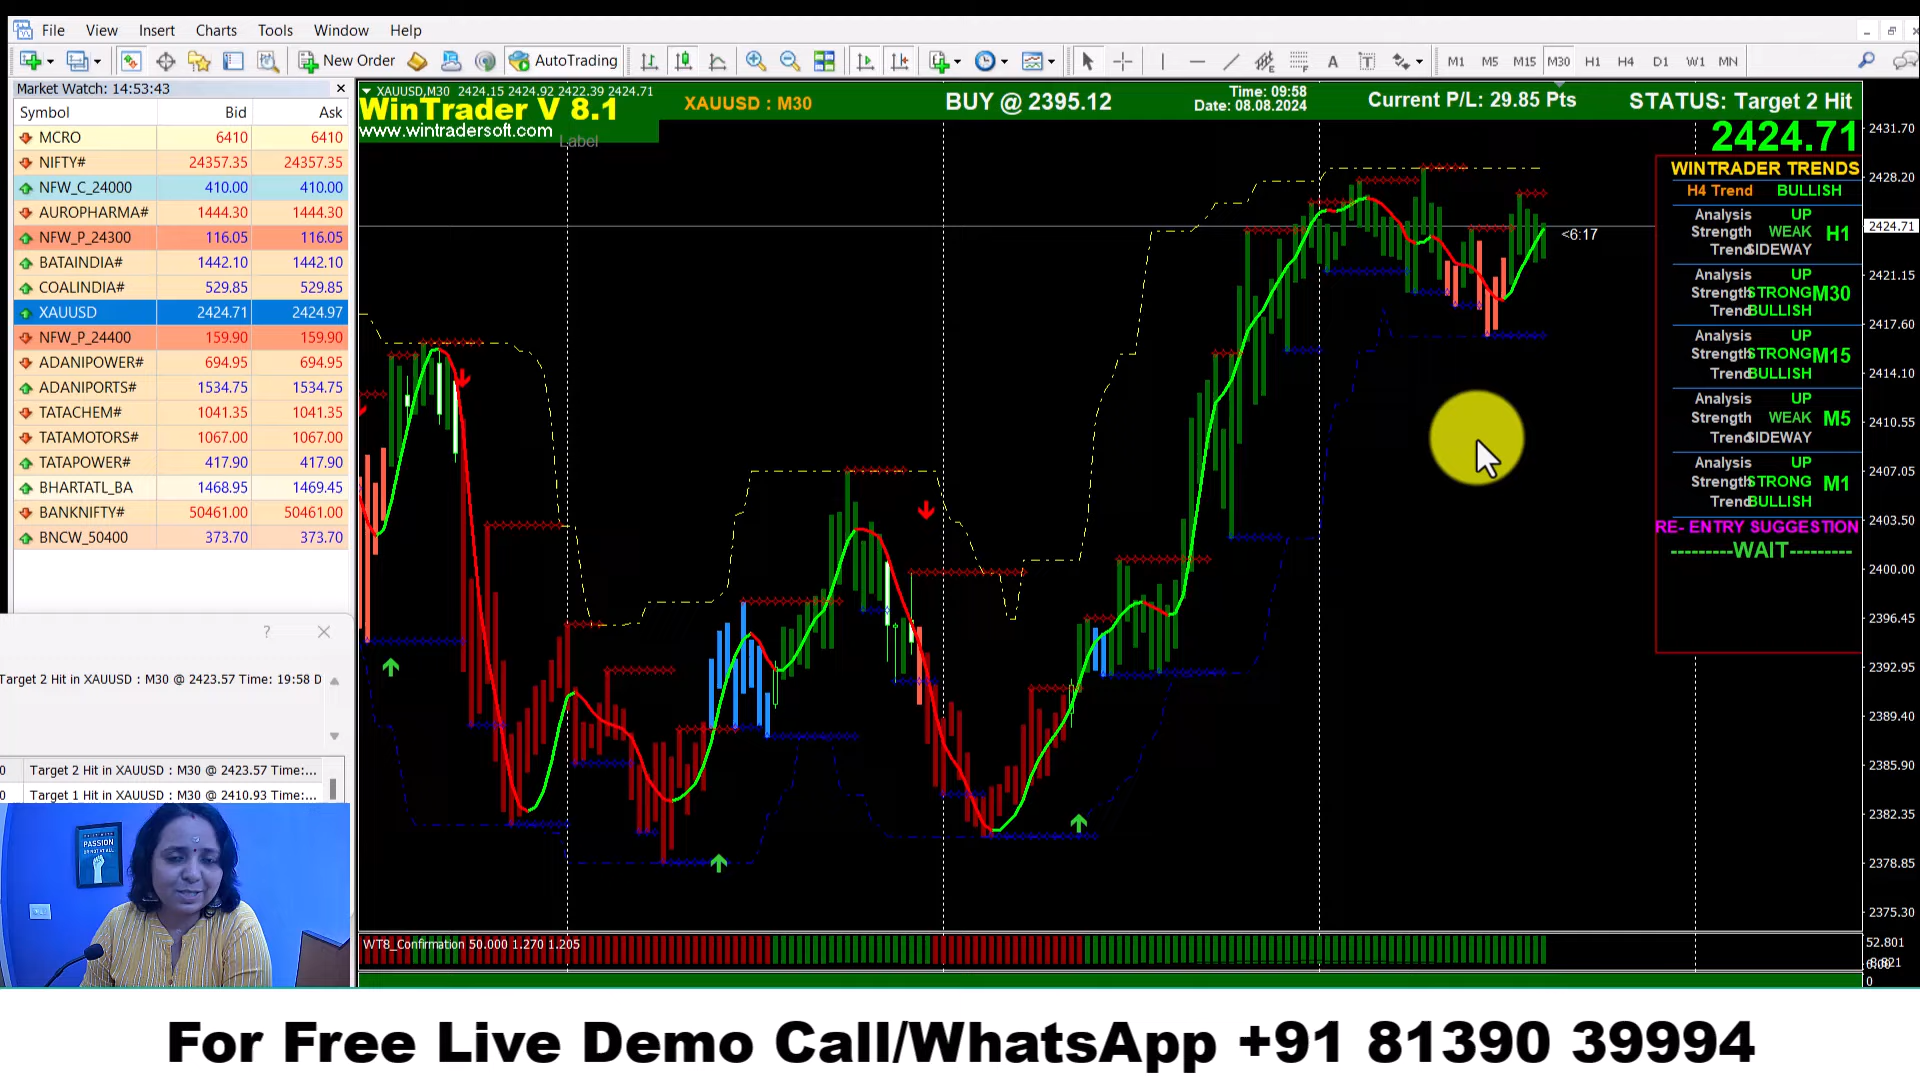 File View Insert Charts Tools Window Help
New Order AutoTrading M1 M5 M15 M30 H1 H4 D1 W1 MN
Market Watch: 14:53:43
Symbol Bid Ask
MCRO 6410 6410
NIFTY# 24357.35 24357.35
NFW_C_24000 410.00 410.00
AUROPHARMA# 1444.30 1444.30
NFW_P_24300 116.05 116.05
BATAINDIA# 1442.10 1442.10
COALINDIA# 529.85 529.85
XAUUSD 2424.71 2424.97
NFW_P_24400 159.90 159.90
ADANIPOWER# 694.95 694.95
ADANIPORTS# 1534.75 1534.75
TATACHEM# 1041.35 1041.35
TATAMOTORS# 1067.00 1067.00
TATAPOWER# 417.90 417.90
BHARTATL_BA 1468.95 1469.45
BANKNIFTY# 50461.00 50461.00
BNCW_50400 373.70 373.70
Target 2 Hit in XAUUSD : M30 @ 2423.57 Time: 19:58 D
0 Target 2 Hit in XAUUSD : M30 @ 2423.57 Time:...
0 Target 1 Hit in XAUUSD : M30 @ 2410.93 Time:...
PASSION
XAUUSD,M30 2424.15 2424.92 2422.39 2424.71
WinTrader V 8.1
www.wintradersoft.com
Label
XAUUSD : M30
BUY @ 2395.12
Time: 09:58
Date: 08.08.2024
Current P/L: 29.85 Pts
STATUS: Target 2 Hit
2424.71
<6:17
WINTRADER TRENDS
H4 Trend BULLISH
Analysis UP
Strength WEAK H1
Trend SIDEWAY
Analysis UP
Strength STRONG M30
Trend BULLISH
Analysis UP
Strength STRONG M15
Trend BULLISH
Analysis UP
Strength WEAK M5
Trend SIDEWAY
Analysis UP
Strength STRONG M1
Trend BULLISH
RE- ENTRY SUGGESTION
---------WAIT---------
2431.70
2428.20
2424.71
2421.15
2417.60
2414.10
2410.55
2407.05
2403.50
2400.00
2396.45
2392.95
2389.40
2385.90
2382.35
2378.85
2375.30
WT8_Confirmation 50.000 1.270 1.205
52.801
0
For Free Live Demo Call/WhatsApp +91 81390 39994